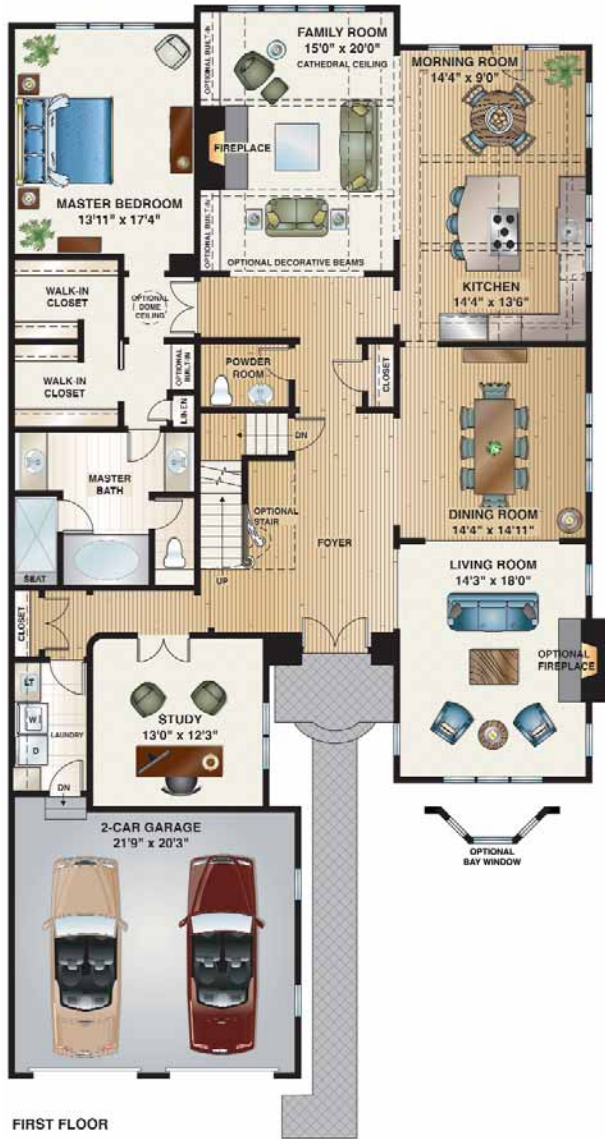 FAMILY ROOM
15'0" x 20'0"
CATHEDRAL CEILING
OPTIONAL BUILT-IN
MORNING ROOM
14'4" x 9'0"
FIREPLACE
MASTER BEDROOM
13'11" x 17'4"
OPTIONAL BUILT-IN
OPTIONAL DECORATIVE BEAMS
KITCHEN
14'4" x 13'6"
WALK-IN
CLOSET
OPTIONAL
DOME
CEILING
WALK-IN
CLOSET
OPTIONAL
BUILT-IN
POWDER
ROOM
CLOSET
LINEN
DN
MASTER
BATH
DINING ROOM
14'4" x 14'11"
OPTIONAL
STAIR
FOYER
SEAT
UP
LIVING ROOM
14'3" x 18'0"
CLOSET
OPTIONAL
FIREPLACE
LT
W
LAUNDRY
D
STUDY
13'0" x 12'3"
DN
2-CAR GARAGE
21'9" x 20'3"
OPTIONAL
BAY WINDOW
FIRST FLOOR